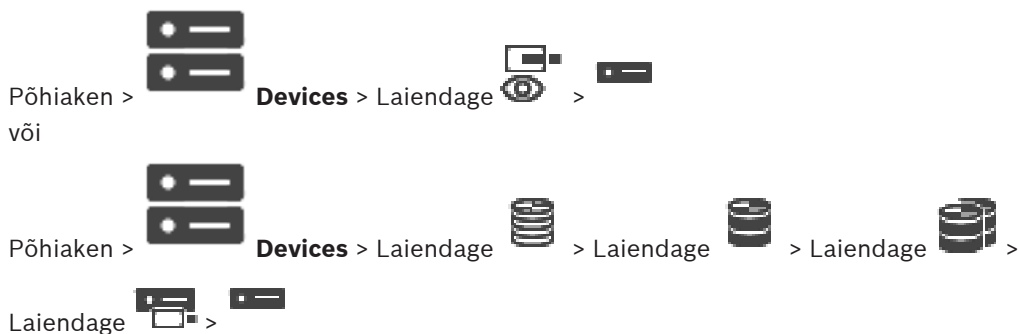 Põhiaken > Devices > Laiendage >
või
Põhiaken > Devices > Laiendage > Laiendage > Laiendage >
Laiendage >